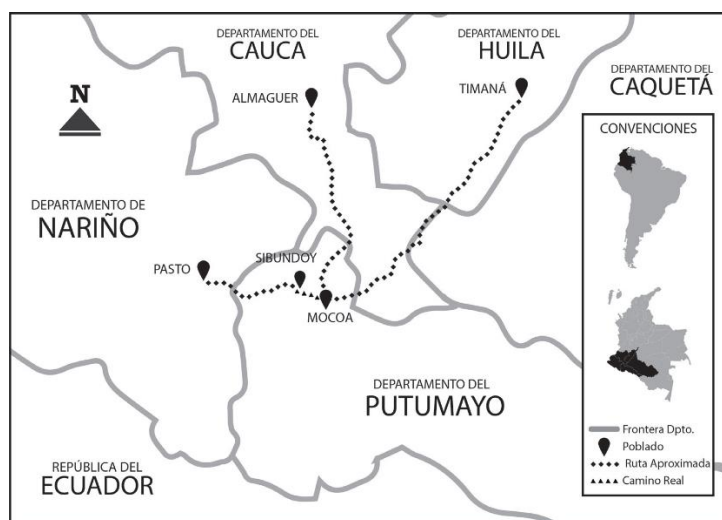 DEPARTAMENTO DEL
CAUCA
DEPARTAMENTO DEL
HUILA
DEPARTAMENTO DEL
CAQUETÁ
ALMAGUER
TIMANÁ
N
DEPARTAMENTO DE
NARIÑO
PASTO
SIBUNDOY
MOCOA
DEPARTAMENTO DEL
PUTUMAYO
REPÚBLICA DEL
ECUADOR
CONVENCIONES
Frontera Dpto.
Poblado
Ruta Aproximada
Camino Real